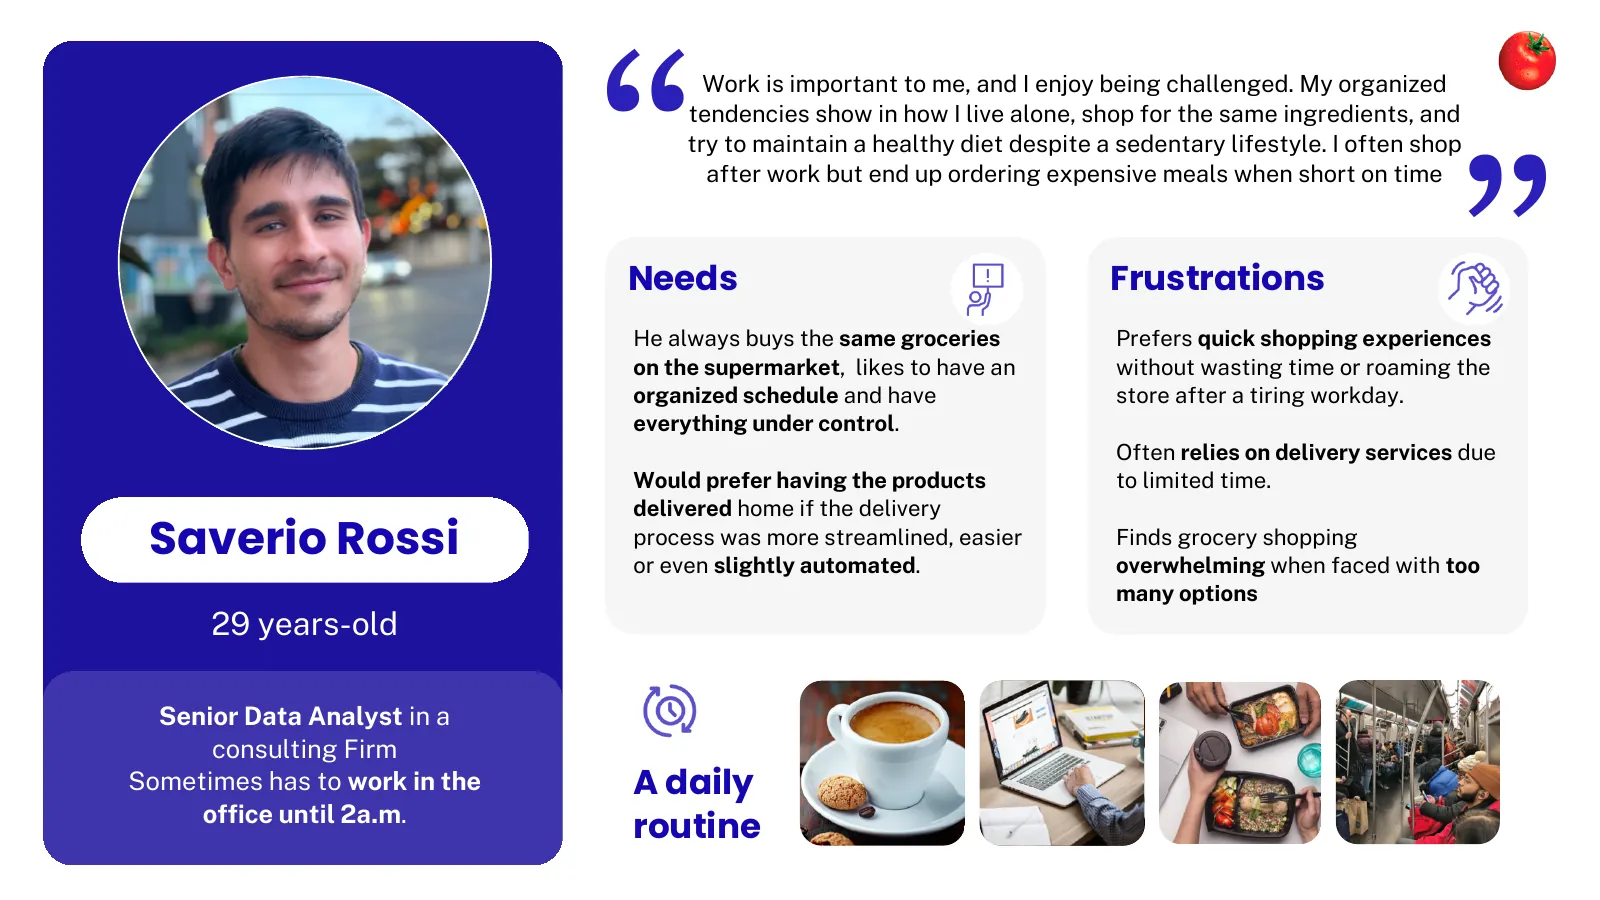 Work is important to me, and I enjoy being challenged. My organized
tendencies show in how I live alone, shop for the same ingredients, and
try to maintain a healthy diet despite a sedentary lifestyle. I often shop
after work but end up ordering expensive meals when short on time
Saverio Rossi
29 years-old
Senior Data Analyst in a
consulting Firm
Sometimes has to work in the
office until 2a.m.
Needs
He always buys the same groceries
on the supermarket,  likes to have an
organized schedule and have
everything under control.
Would prefer having the products
delivered home if the delivery
process was more streamlined, easier
or even slightly automated.
Frustrations
Prefers quick shopping experiences
without wasting time or roaming the
store after a tiring workday.
Often relies on delivery services due
to limited time.
Finds grocery shopping
overwhelming when faced with too
many options
A daily
routine